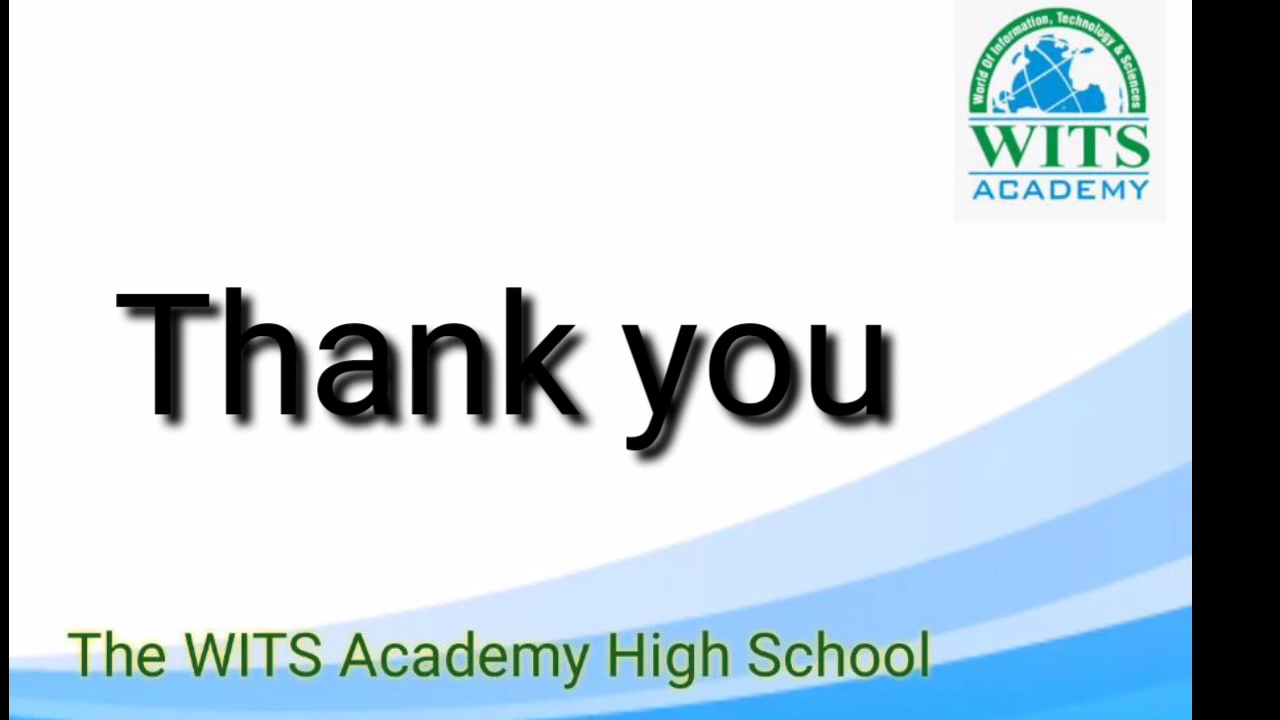 World Of Information, Technology & Sciences
WITS
ACADEMY
Thank you
The WITS Academy High School